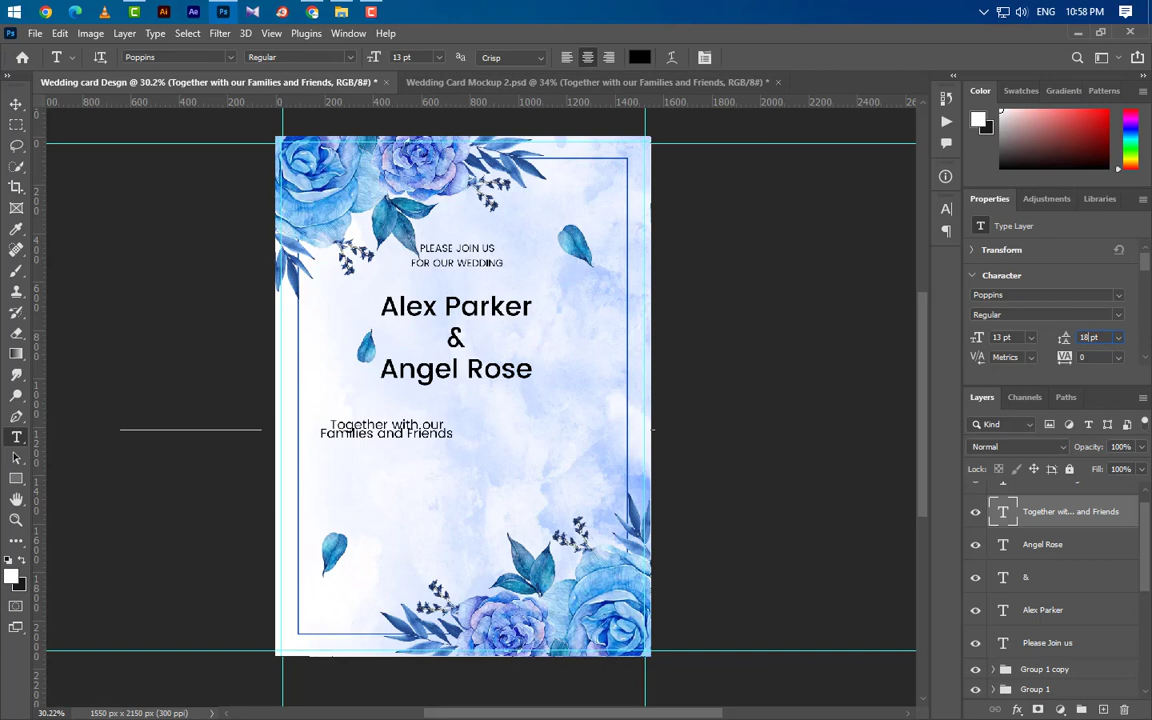 ENG
10:58 PM
Ps
File
Edit
Image
Layer
Type
Select
Filter
3D
View
Plugins
Window
Help
T
Poppins
Regular
13 pt
Crisp
Wedding card Desgn @ 30.2% (Together with our Families and Friends, RGB/8#) *
Wedding Card Mockup 2.psd @ 34% (Together with our Families and Friends, RGB/8#) *
PLEASE JOIN US
FOR OUR WEDDING
Alex Parker
&
Angel Rose
Together with our
Families and Friends
Color
Swatches
Gradients
Patterns
Properties
Adjustments
Libraries
Type Layer
Transform
Character
Poppins
Regular
13 pt
18 pt
Metrics
0
Layers
Channels
Paths
Kind
Normal
Opacity: 100%
Lock:
Fill: 100%
Together wit... and Friends
Angel Rose
&
Alex Parker
Please Join us
Group 1 copy
Group 1
30.22%
1550 px x 2150 px (300 ppi)